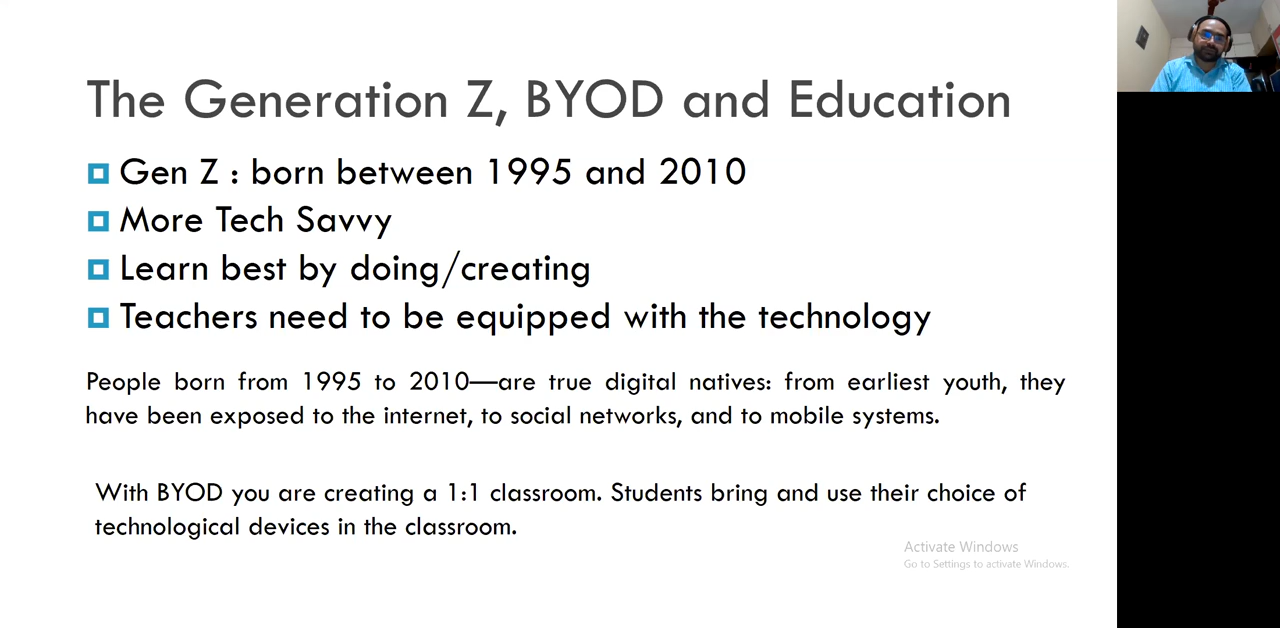 The Generation Z, BYOD and Education
Gen Z : born between 1995 and 2010
More Tech Savvy
Learn best by doing/creating
Teachers need to be equipped with the technology
People born from 1995 to 2010—are true digital natives: from earliest youth, they
have been exposed to the internet, to social networks, and to mobile systems.
With BYOD you are creating a 1:1 classroom. Students bring and use their choice of
technological devices in the classroom.
Activate Windows
Go to Settings to activate Windows.